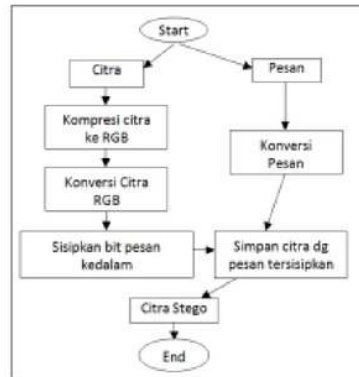 Start
Citra
Pesan
Kompresi citra
ke RGB
Konversi
Pesan
Konversi Citra
RGB
Sisipkan bit pesan
kedalam
Simpan citra dg
pesan tersisipkan
Citra Stego
End